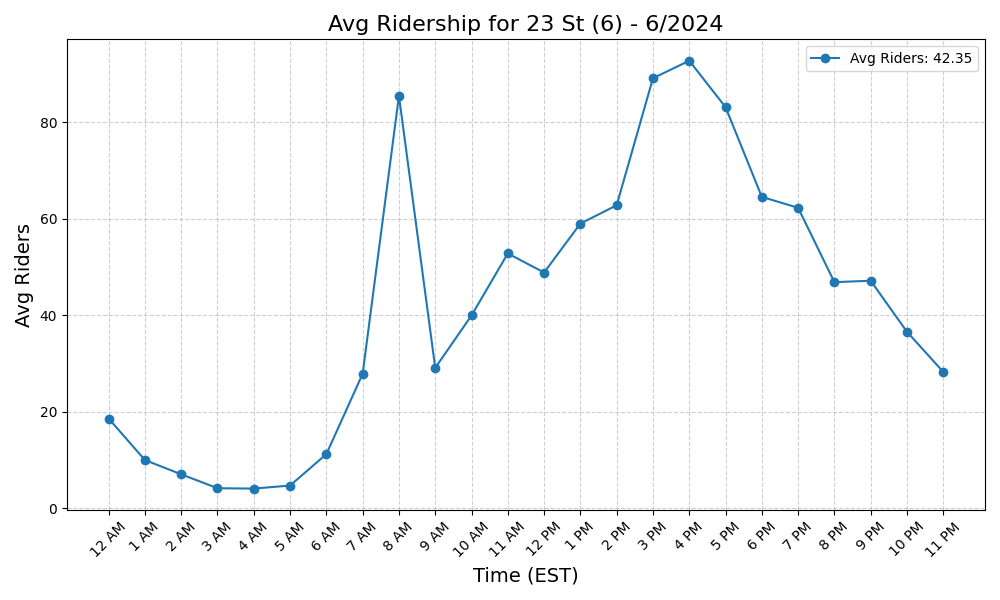 Avg Ridership for 23 St (6) - 6/2024
Avg Riders: 42.35
Avg Riders
80
60
40
20
0
12 AM
1 AM
2 AM
3 AM
4 AM
5 AM
6 AM
7 AM
8 AM
9 AM
10 AM
11 AM
12 PM
1 PM
2 PM
3 PM
4 PM
5 PM
6 PM
7 PM
8 PM
9 PM
10 PM
11 PM
Time (EST)